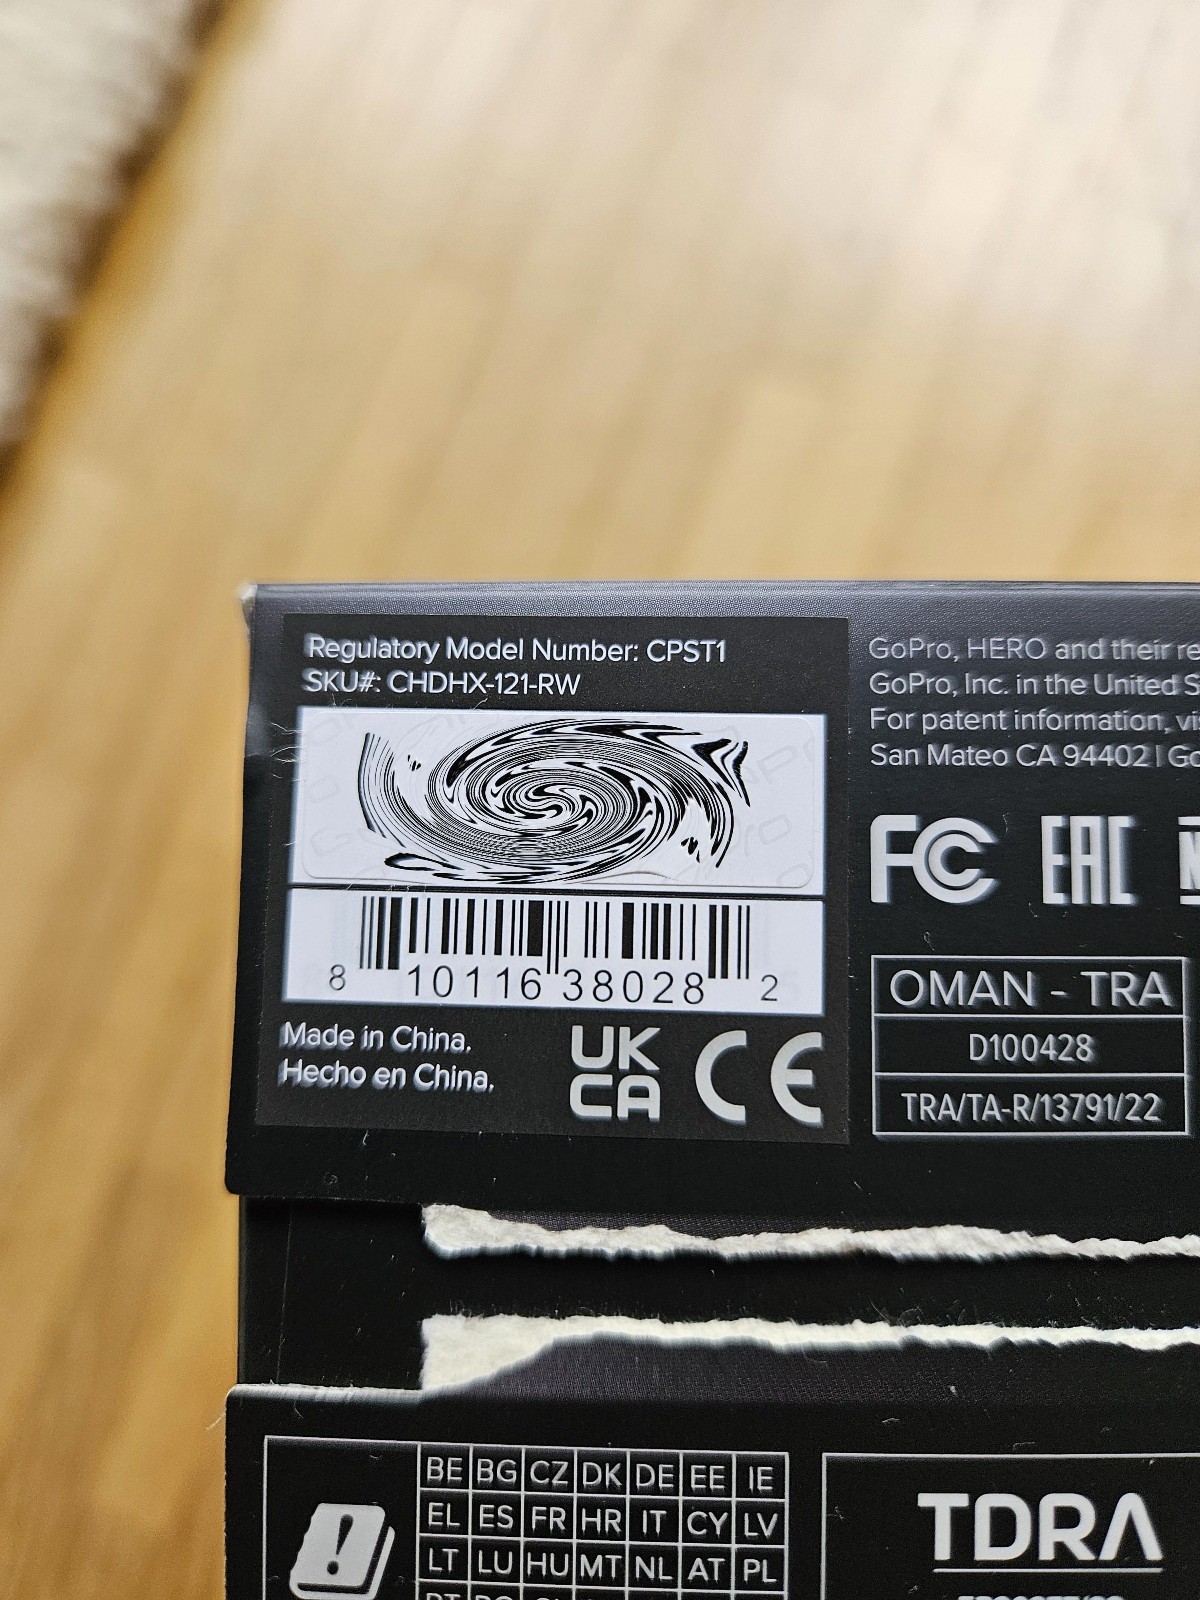 Regulatory Model Number: CPST1
SKU#: CHDHX-121-RW
8 10116 38028 2
Made in China.
Hecho en China.
UK
CA
CE
GoPro, HERO and their
GoPro, Inc. in the United
For patent information,
San Mateo CA 94402 |
FC EAC
OMAN - TRA
D100428
TRA/TA-R/13791/22
BE BG CZ DK DE EE IE
EL ES FR HR IT CY LV
LT LU HU MT NL AT PL
TDRA